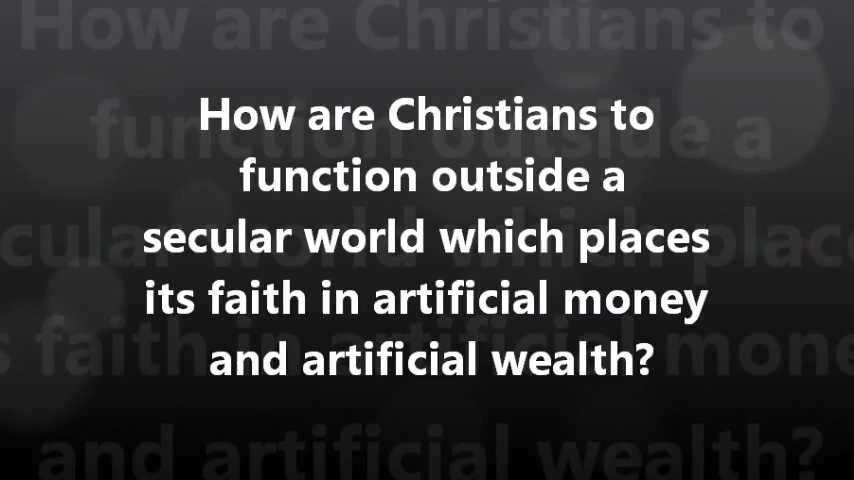 How are Christians to
function outside a
secular world which places
its faith in artificial money
and artificial wealth?